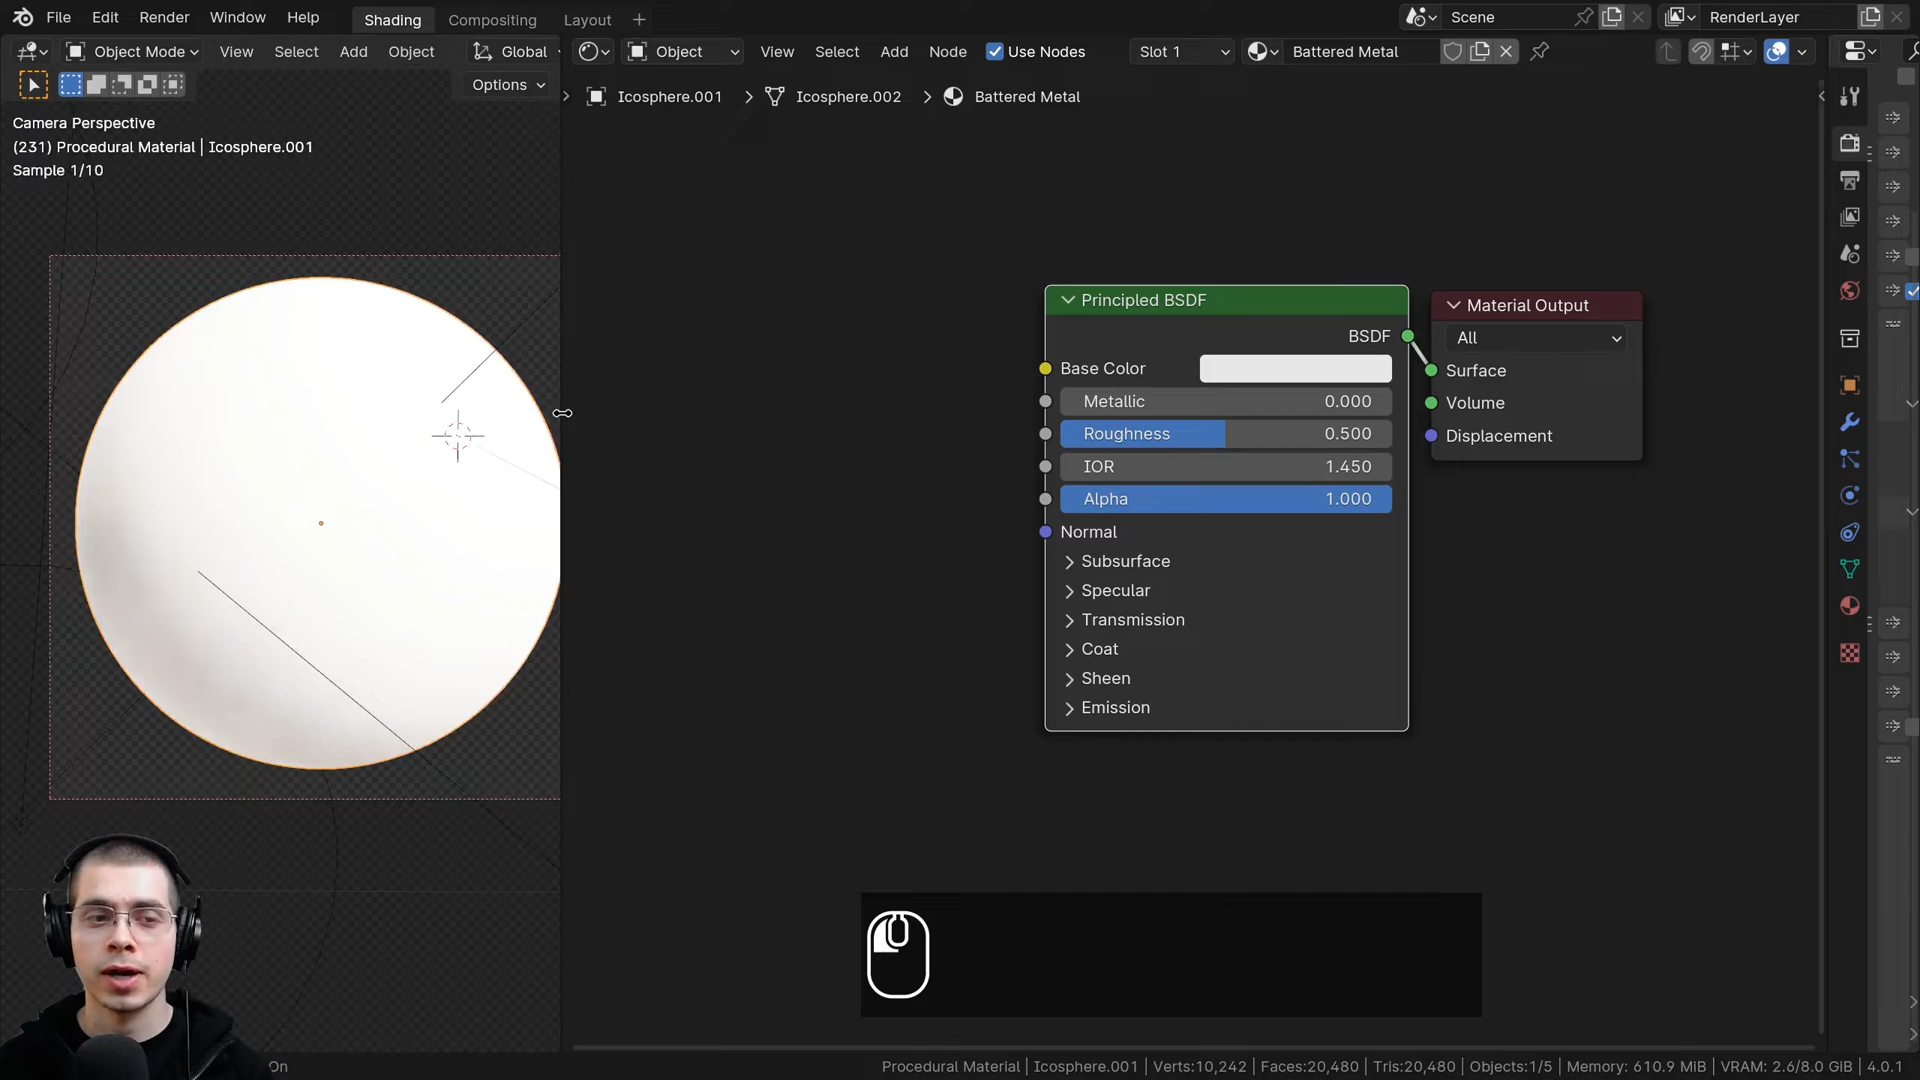 File Edit Render Window Help Shading Compositing Layout + Scene RenderLayer
Object Mode View Select Add Object Global Object View Select Add Node Use Nodes Slot 1 Battered Metal
Options
Icosphere.001 Icosphere.002 Battered Metal
Camera Perspective
(231) Procedural Material | Icosphere.001
Sample 1/10
Principled BSDF
BSDF
Base Color
Metallic 0.000
Roughness 0.500
IOR 1.450
Alpha 1.000
Normal
Subsurface
Specular
Transmission
Coat
Sheen
Emission
Material Output
All
Surface
Volume
Displacement
On
Procedural Material | Icosphere.001 | Verts:10,242 | Faces:20,480 | Tris:20,480 | Objects:1/5 | Memory: 610.9 MiB | VRAM: 2.6/8.0 GiB | 4.0.1